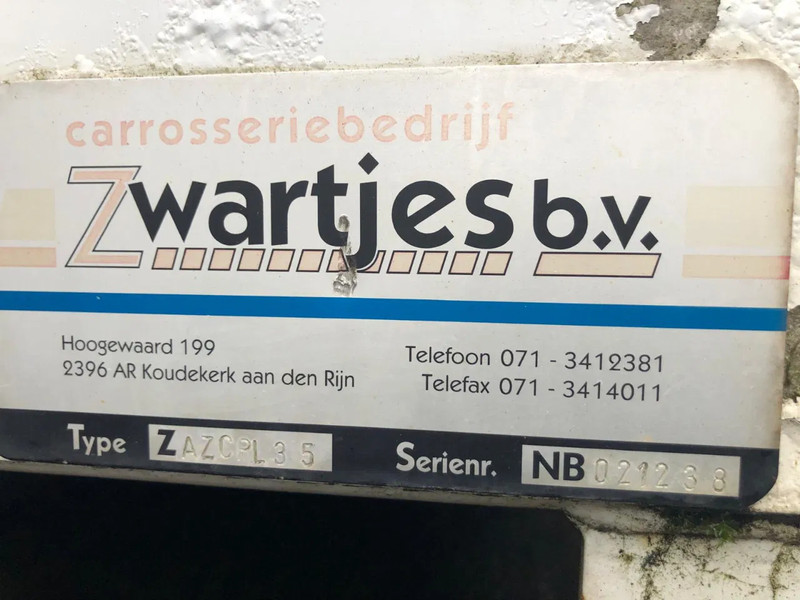 carrosseriebedrijf
Zwartjes b.v.
Hoogewaard 199
2396 AR Koudekerk aan den Rijn
Telefoon 071 - 3412381
Telefax 071 - 3414011
Type ZAZCPL35 Serienr. NB021238